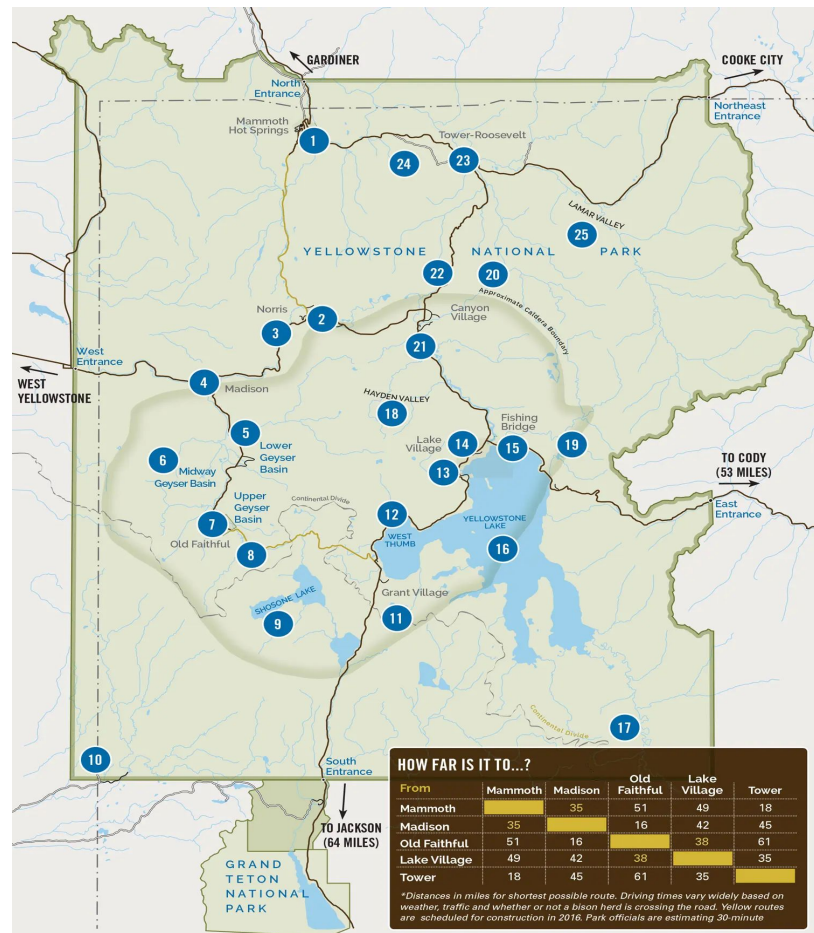 GARDINER
COOKE CITY
North
Entrance
Northeast
Entrance
Mammoth
Hot Springs
1
Tower-Roosevelt
24
23
LAMAR VALLEY
25
YELLOWSTONE NATIONAL PARK
22
20
Approximate Caldera Boundary
Norris
2
Canyon
Village
3
21
West
Entrance
WEST
YELLOWSTONE
4
Madison
HAYDEN VALLEY
18
5
Lower
Geyser
Basin
Fishing
Bridge
Lake
Village
14
15
19
6
Midway
Geyser Basin
13
TO CODY
(53 MILES)
Upper
Geyser
Basin
Continental Divide
East
Entrance
7
Old Faithful
12
WEST
THUMB
YELLOWSTONE
LAKE
8
16
SHOSONE LAKE
Grant Village
9
11
Continental Divide
17
10
South
Entrance
TO JACKSON
(64 MILES)
GRAND
TETON
NATIONAL
PARK
HOW FAR IS IT TO...?
From Mammoth Madison Old Faithful Lake Village Tower
Mammoth 35 51 49 18
Madison 35 16 42 45
Old Faithful 51 16 38 61
Lake Village 49 42 38 35
Tower 18 45 61 35
*Distances in miles for shortest possible route. Driving times vary widely based on
weather, traffic and whether or not a bison herd is crossing the road. Yellow routes
are scheduled for construction in 2016. Park officials are estimating 30-minute